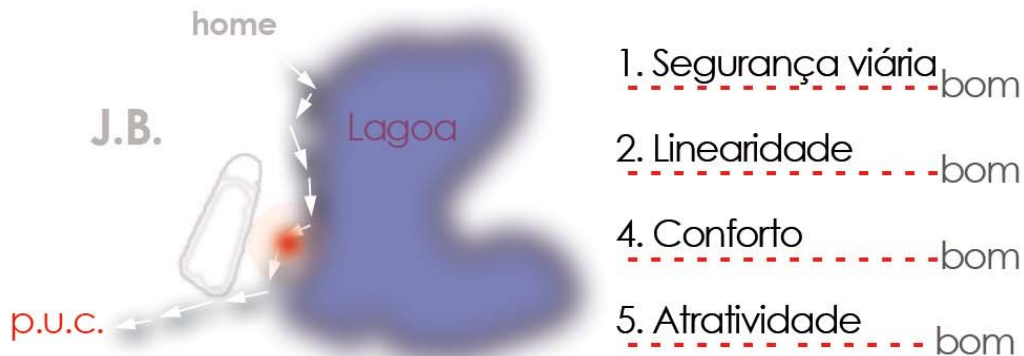 home
J.B.
Lagoa
p.u.c.
1. Segurança viária bom
2. Linearidade bom
4. Conforto bom
5. Atratividade bom